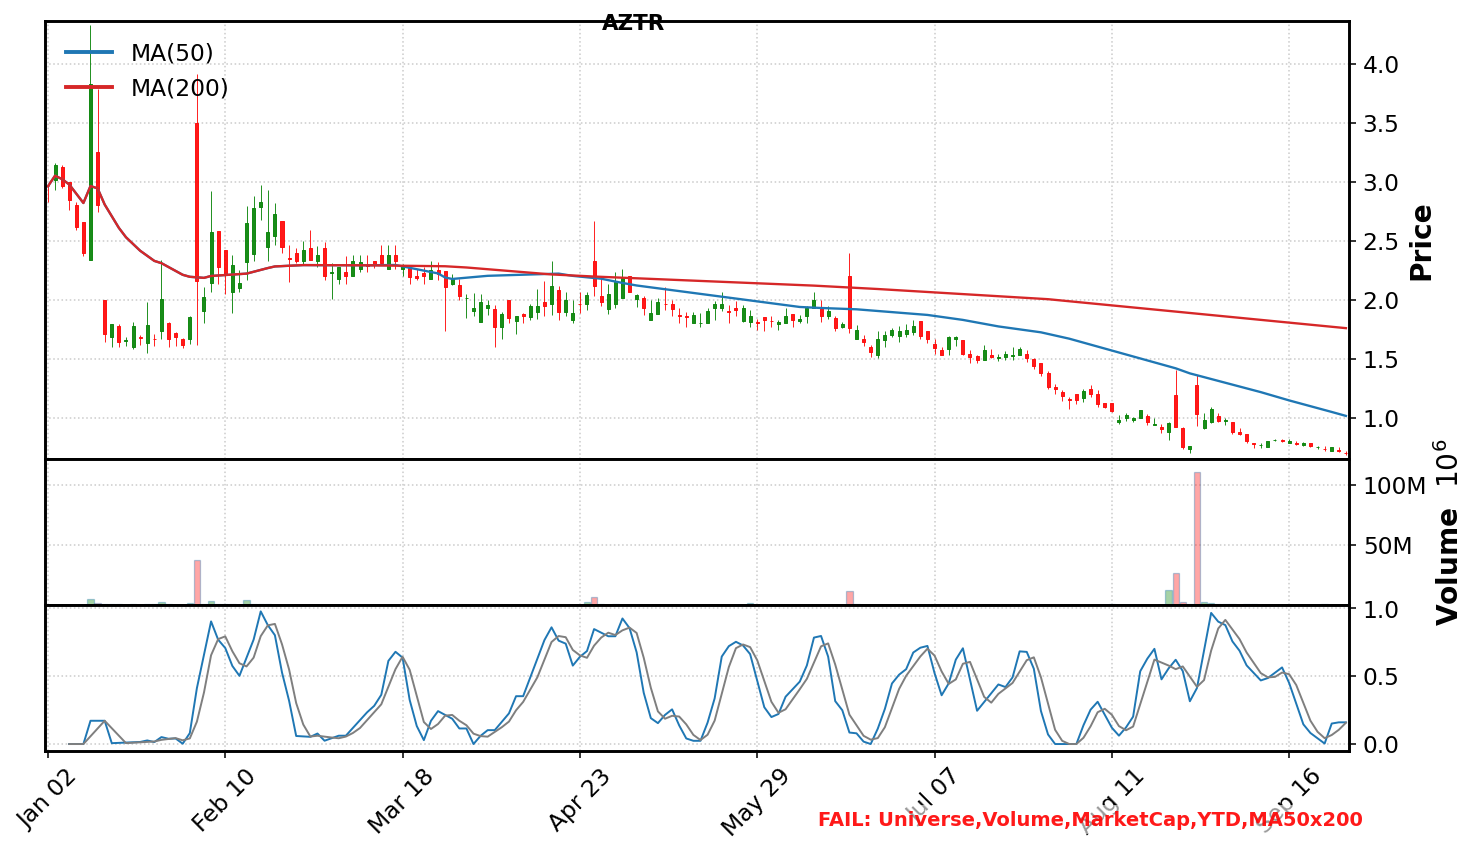 AZTR
MA(50)
MA(200)
4.0
3.5
3.0
2.5
2.0
1.5
1.0
Price
100M
50M
Volume 10^6
1.0
0.5
0.0
Jan 02
Feb 10
Mar 18
Apr 23
May 29
Jul 07
Aug 11
Sep 16
FAIL: Universe,Volume,MarketCap,YTD,MA50x200